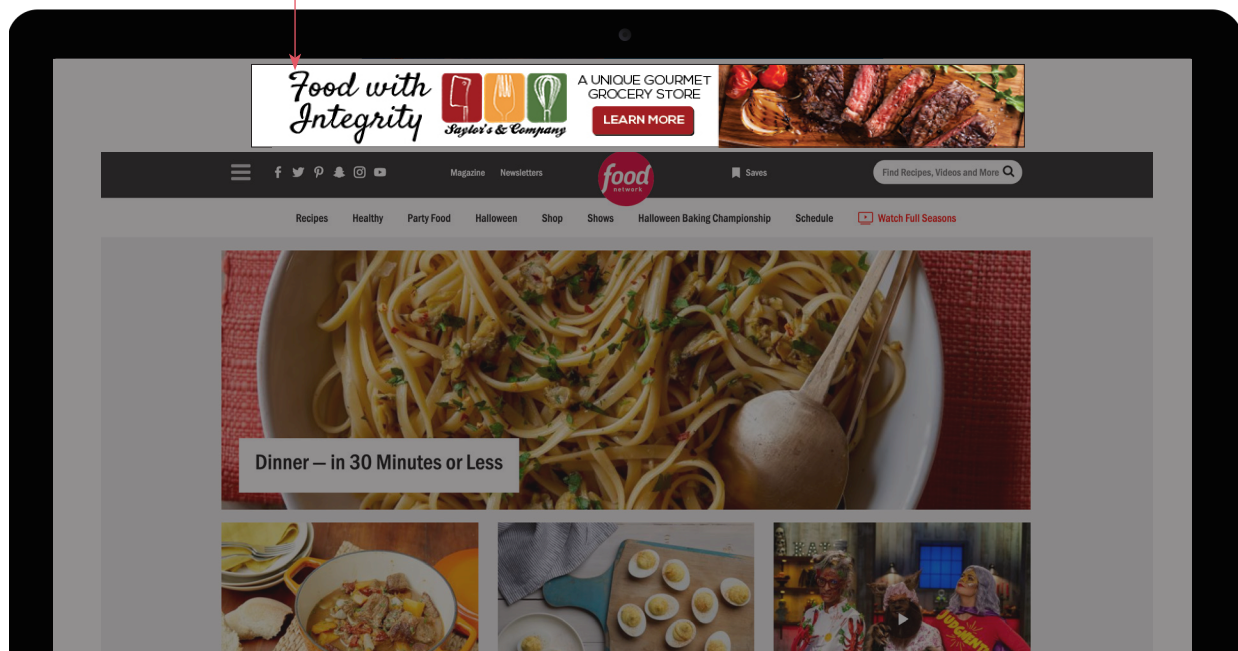 Food with
Integrity
Saylor's & Company
A UNIQUE GOURMET
GROCERY STORE
LEARN MORE
Magazine Newsletters
food
network
Saves
Find Recipes, Videos and More
Recipes Healthy Party Food Halloween Shop Shows Halloween Baking Championship Schedule Watch Full Seasons
Dinner – in 30 Minutes or Less
JUDGMENT